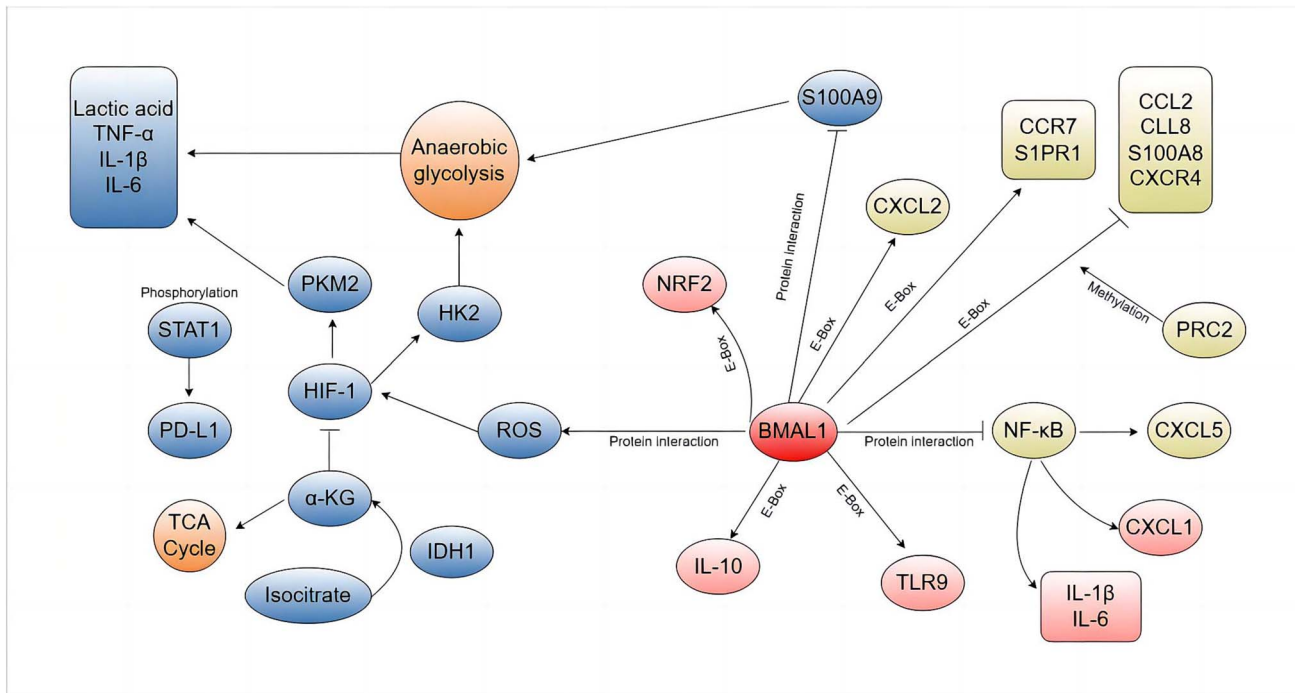 Lactic acid
TNF-α
IL-1β
IL-6
Anaerobic
glycolysis
S100A9
CCR7
S1PR1
CCL2
CLL8
S100A8
CXCR4
CXCL2
Protein interaction
NRF2
PKM2
HK2
Phosphorylation
STAT1
E-Box
E-Box
E-Box
E-Box
Methylation
PRC2
HIF-1
PD-L1
ROS
Protein interaction
BMAL1
Protein interaction
NF-κB
CXCL5
α-KG
TCA
Cycle
IDH1
Isocitrate
E-Box
E-Box
IL-10
TLR9
CXCL1
IL-1β
IL-6